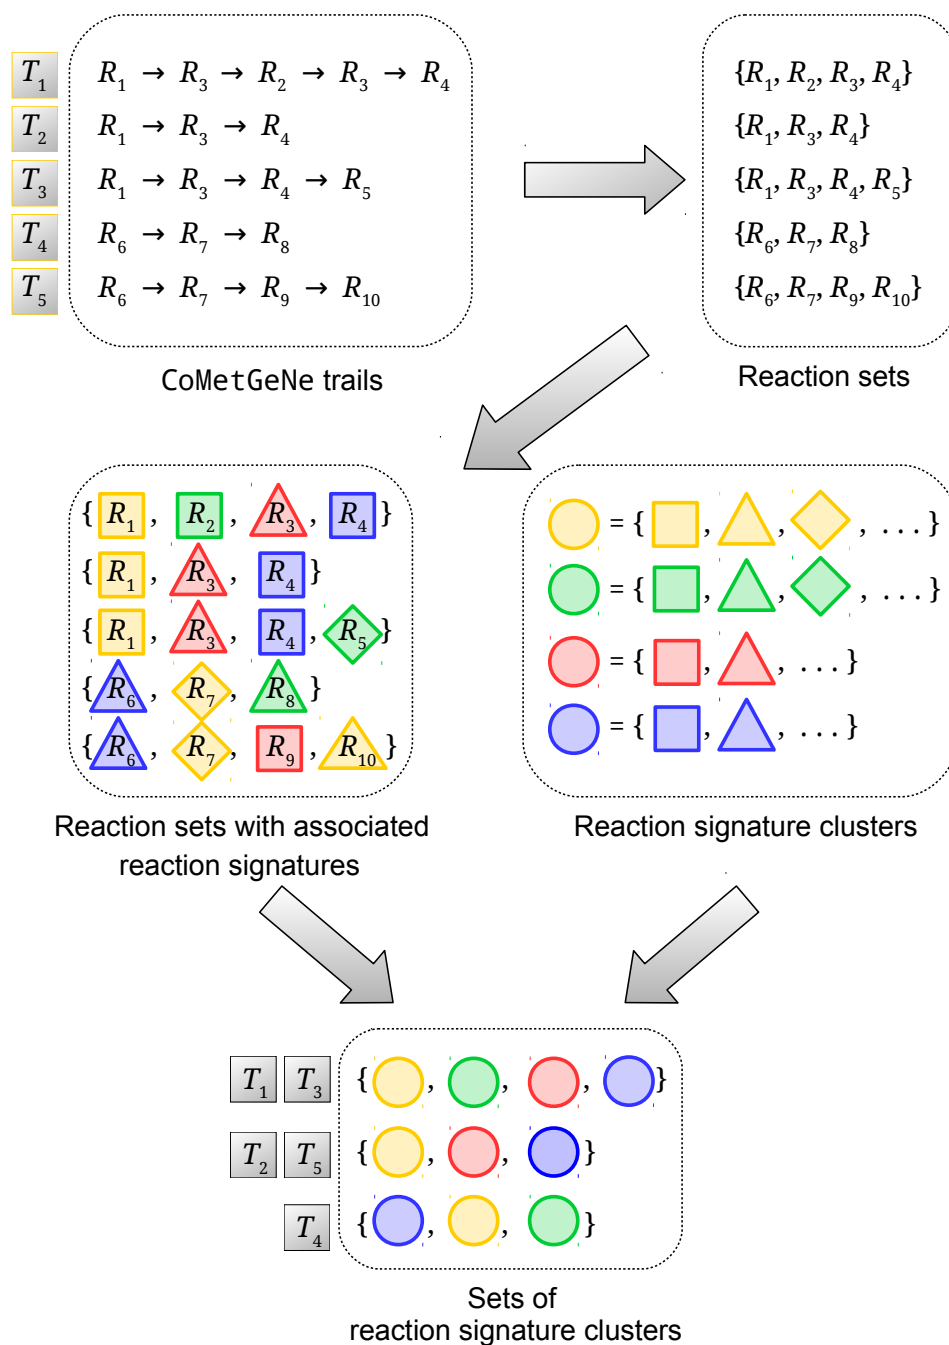 T1 R1 → R3 → R2 → R3 → R4 {R1, R2, R3, R4}
T2 R1 → R3 → R4 {R1, R3, R4}
T3 R1 → R3 → R4 → R5 {R1, R3, R4, R5}
T4 R6 → R7 → R8 {R6, R7, R8}
T5 R6 → R7 → R9 → R10 {R6, R7, R9, R10}
CoMetGeNe trails
Reaction sets
{ R1 , R2 , R3 , R4 }
{ R1 , R3 , R4 }
{ R1 , R3 , R4 , R5 }
{ R6 , R7 , R8 }
{ R6 , R7 , R9 , R10 }
= { , , , ... }
= { , , , ... }
= { , , ... }
= { , , ... }
Reaction sets with associated
reaction signatures
Reaction signature clusters
T1 T3 { , , , }
T2 T5 { , , }
T4 { , , }
Sets of
reaction signature clusters